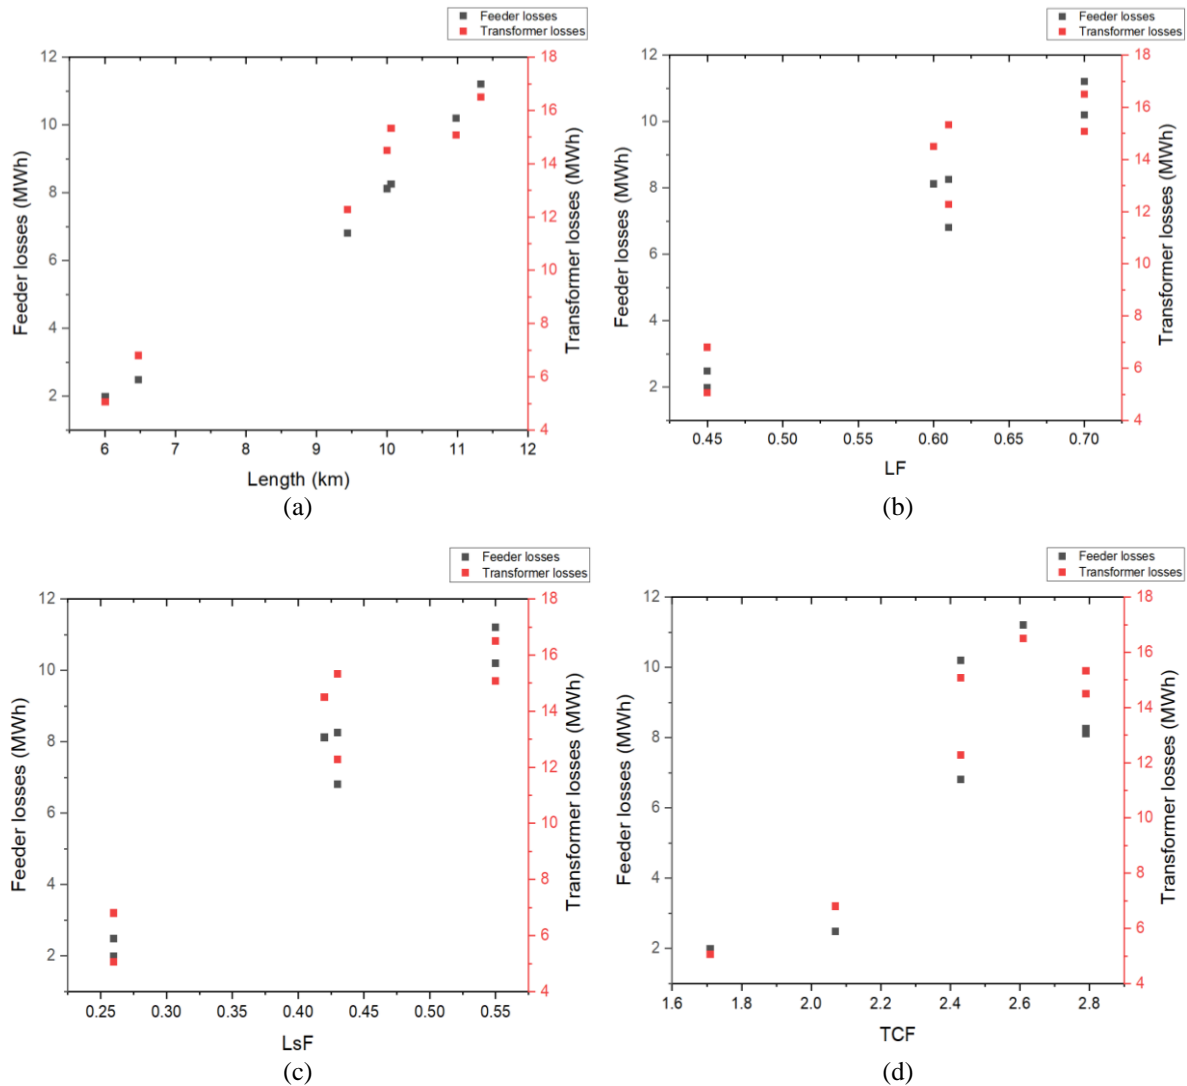 Feeder losses
Transformer losses
12
10
8
6
4
2
18
16
14
12
10
8
6
4
6 7 8 9 10 11 12
Feeder losses (MWh)
Transformer losses (MWh)
Length (km)
(a)
Feeder losses
Transformer losses
12
10
8
6
4
2
18
16
14
12
10
8
6
4
0.45 0.50 0.55 0.60 0.65 0.70
Feeder losses (MWh)
Transformer losses (MWh)
LF
(b)
Feeder losses
Transformer losses
12
10
8
6
4
2
18
16
14
12
10
8
6
4
0.25 0.30 0.35 0.40 0.45 0.50 0.55
Feeder losses (MWh)
Transformer losses (MWh)
LsF
(c)
Feeder losses
Transformer losses
12
10
8
6
4
2
18
16
14
12
10
8
6
4
1.6 1.8 2.0 2.2 2.4 2.6 2.8
Feeder losses (MWh)
Transformer losses (MWh)
TCF
(d)